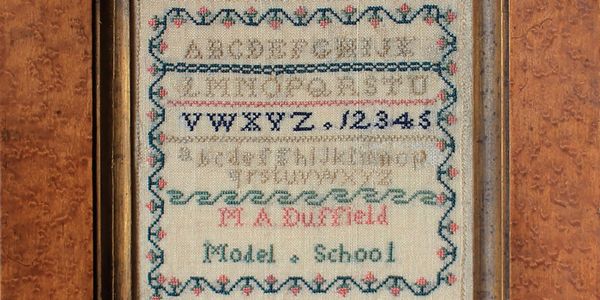 ABCDEFGHIJK
LMNOPQRSTU
VWXYZ.12345
abcdefghijklmnop
qrstuvwxyz
M A Duffield
Model . School